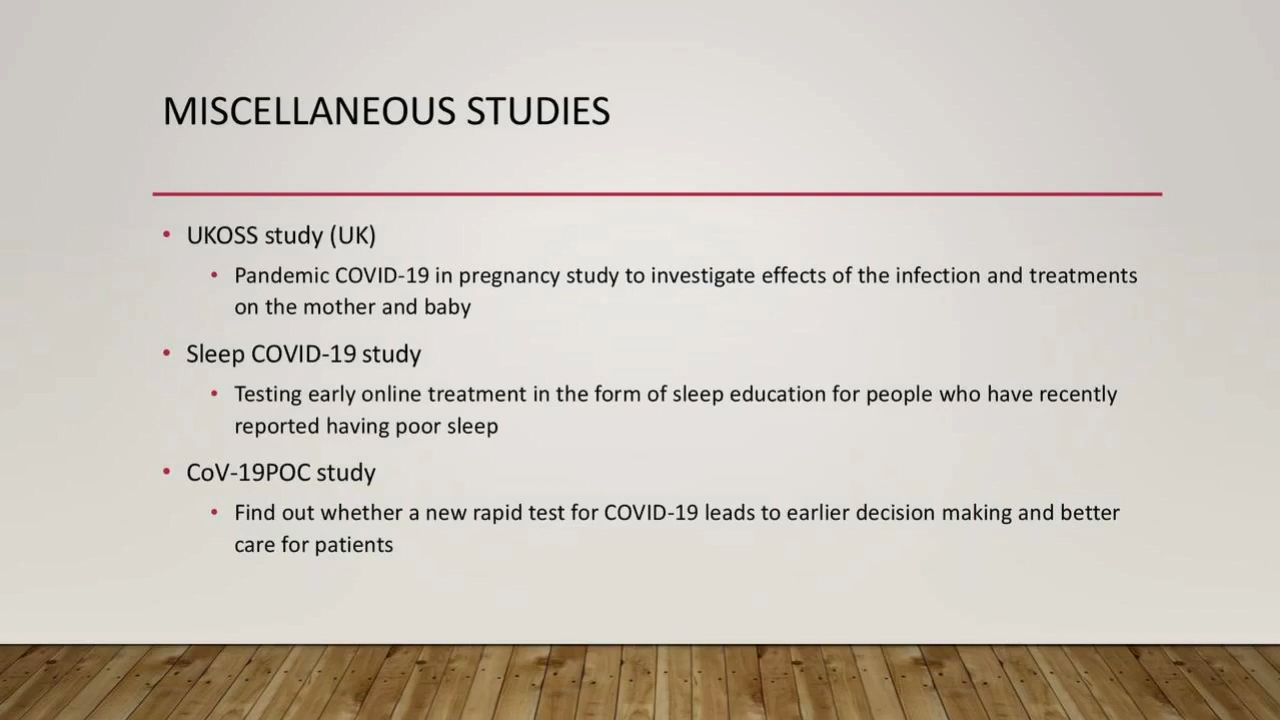 MISCELLANEOUS STUDIES
• UKOSS study (UK)
• Pandemic COVID-19 in pregnancy study to investigate effects of the infection and treatments
on the mother and baby
• Sleep COVID-19 study
• Testing early online treatment in the form of sleep education for people who have recently
reported having poor sleep
• CoV-19POC study
• Find out whether a new rapid test for COVID-19 leads to earlier decision making and better
care for patients